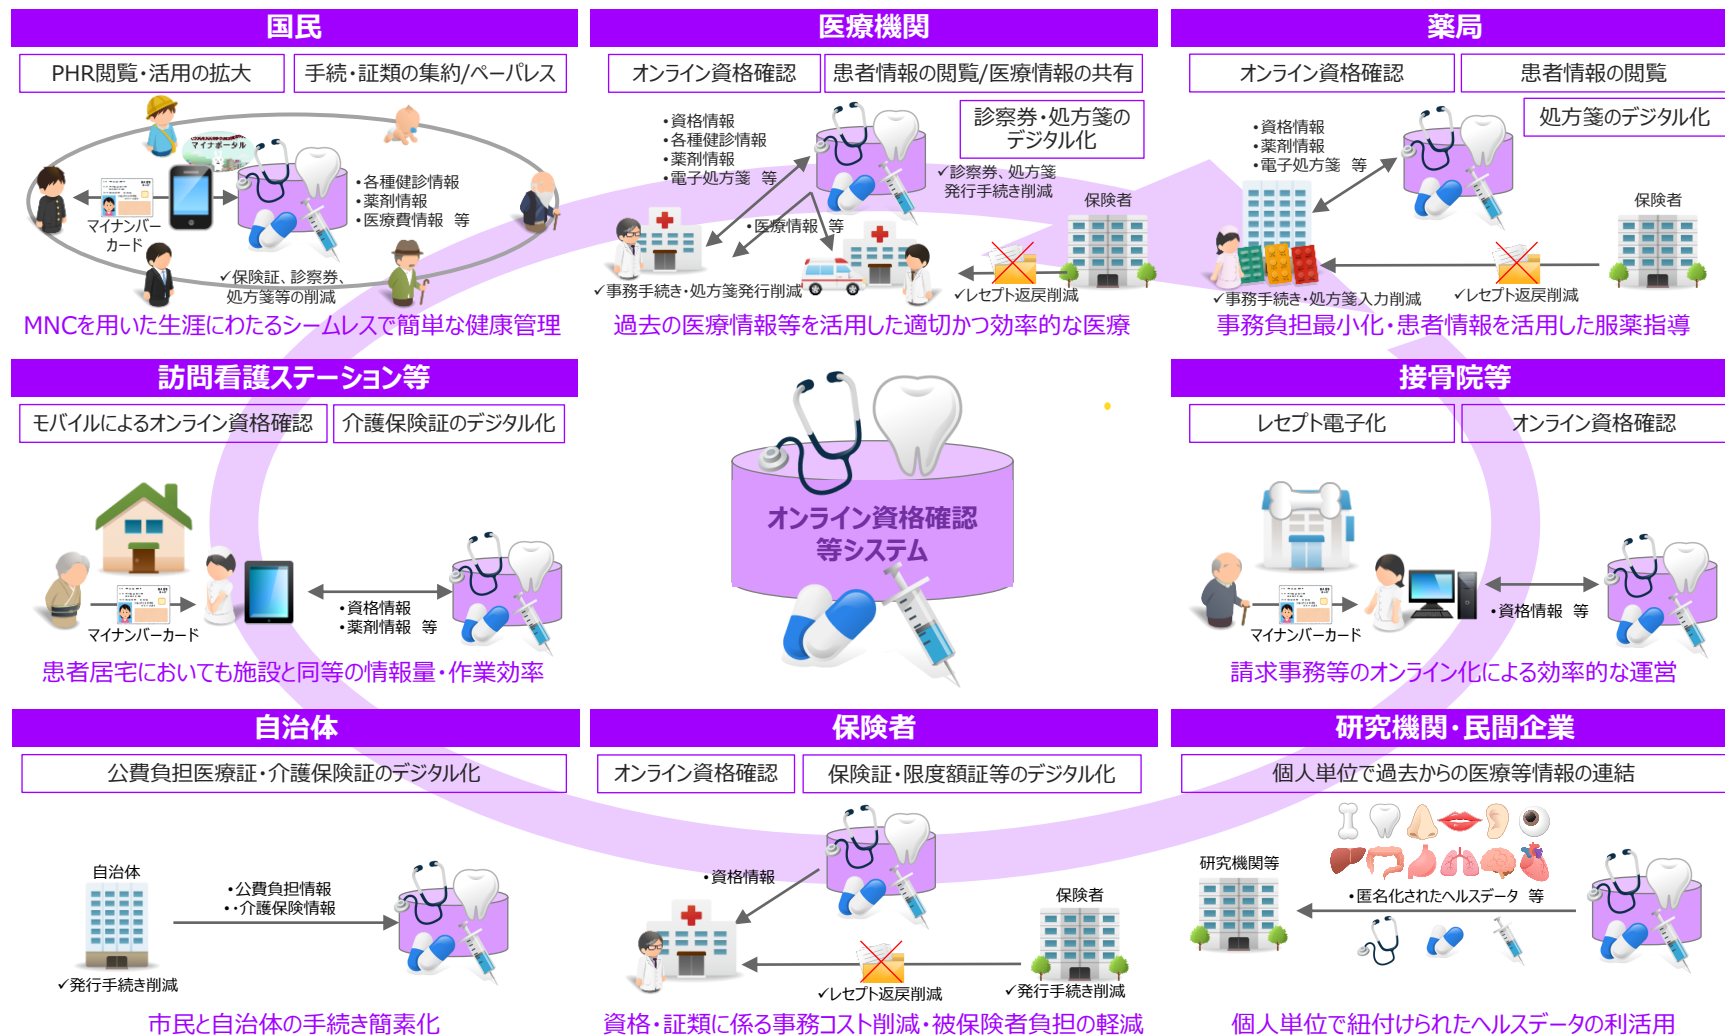 国民
PHR閲覧・活用の拡大
手続・証類の集約/ペーパレス
マイナポータル
・各種健診情報
・薬剤情報
・医療費情報 等
マイナンバー
カード
✓保険証、診察券、
処方箋等の削減
MNCを用いた生涯にわたるシームレスで簡単な健康管理
医療機関
オンライン資格確認
患者情報の閲覧/医療情報の共有
診察券・処方箋の
デジタル化
・資格情報
・各種健診情報
・薬剤情報
・電子処方箋 等
✓診察券、処方箋
発行手続き削減
保険者
・医療情報 等
✓事務手続き・処方箋発行削減
✓レセプト返戻削減
過去の医療情報等を活用した適切かつ効率的な医療
薬局
オンライン資格確認
患者情報の閲覧
処方箋のデジタル化
・資格情報
・薬剤情報
・電子処方箋 等
保険者
✓事務手続き・処方箋入力削減
✓レセプト返戻削減
事務負担最小化・患者情報を活用した服薬指導
訪問看護ステーション等
モバイルによるオンライン資格確認
介護保険証のデジタル化
マイナンバーカード
・資格情報
・薬剤情報 等
患者居宅においても施設と同等の情報量・作業効率
オンライン資格確認
等システム
接骨院等
レセプト電子化
オンライン資格確認
マイナンバーカード
・資格情報 等
請求事務等のオンライン化による効率的な運営
自治体
公費負担医療証・介護保険証のデジタル化
自治体
・公費負担情報
・・介護保険情報
✓発行手続き削減
市民と自治体の手続き簡素化
保険者
オンライン資格確認
保険証・限度額証等のデジタル化
・資格情報
保険者
✓レセプト返戻削減
✓発行手続き削減
資格・証類に係る事務コスト削減・被保険者負担の軽減
研究機関・民間企業
個人単位で過去からの医療等情報の連結
研究機関等
・匿名化されたヘルスデータ 等
個人単位で紐付けられたヘルスデータの利活用